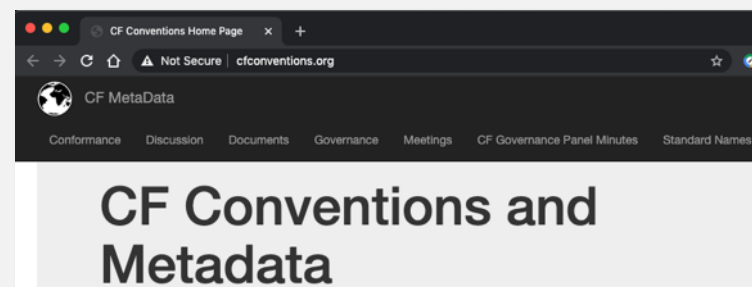 CF Conventions Home Page
Not Secure | cfconventions.org
CF MetaData
Conformance Discussion Documents Governance Meetings CF Governance Panel Minutes Standard Names
CF Conventions and
Metadata